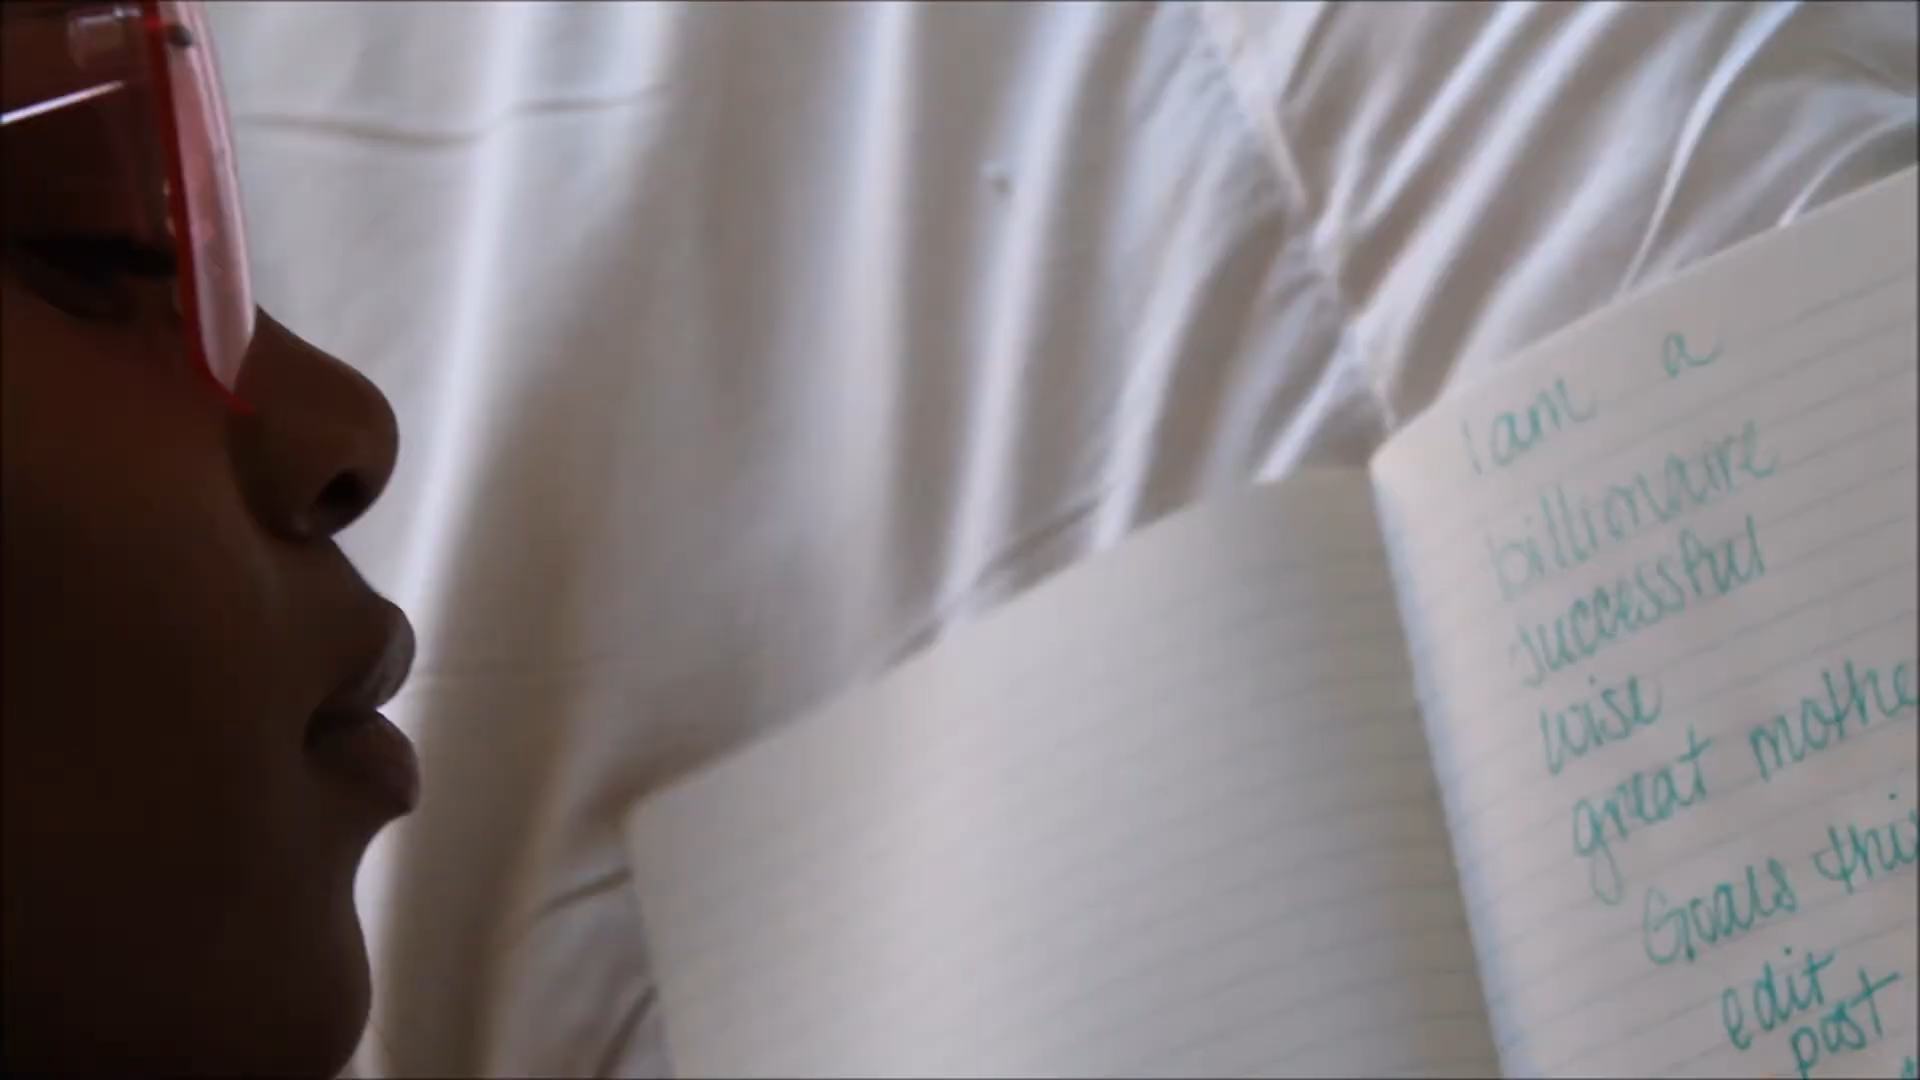 I am a
billionaire
successful
wise
great mothe
Goals thi
edit
post